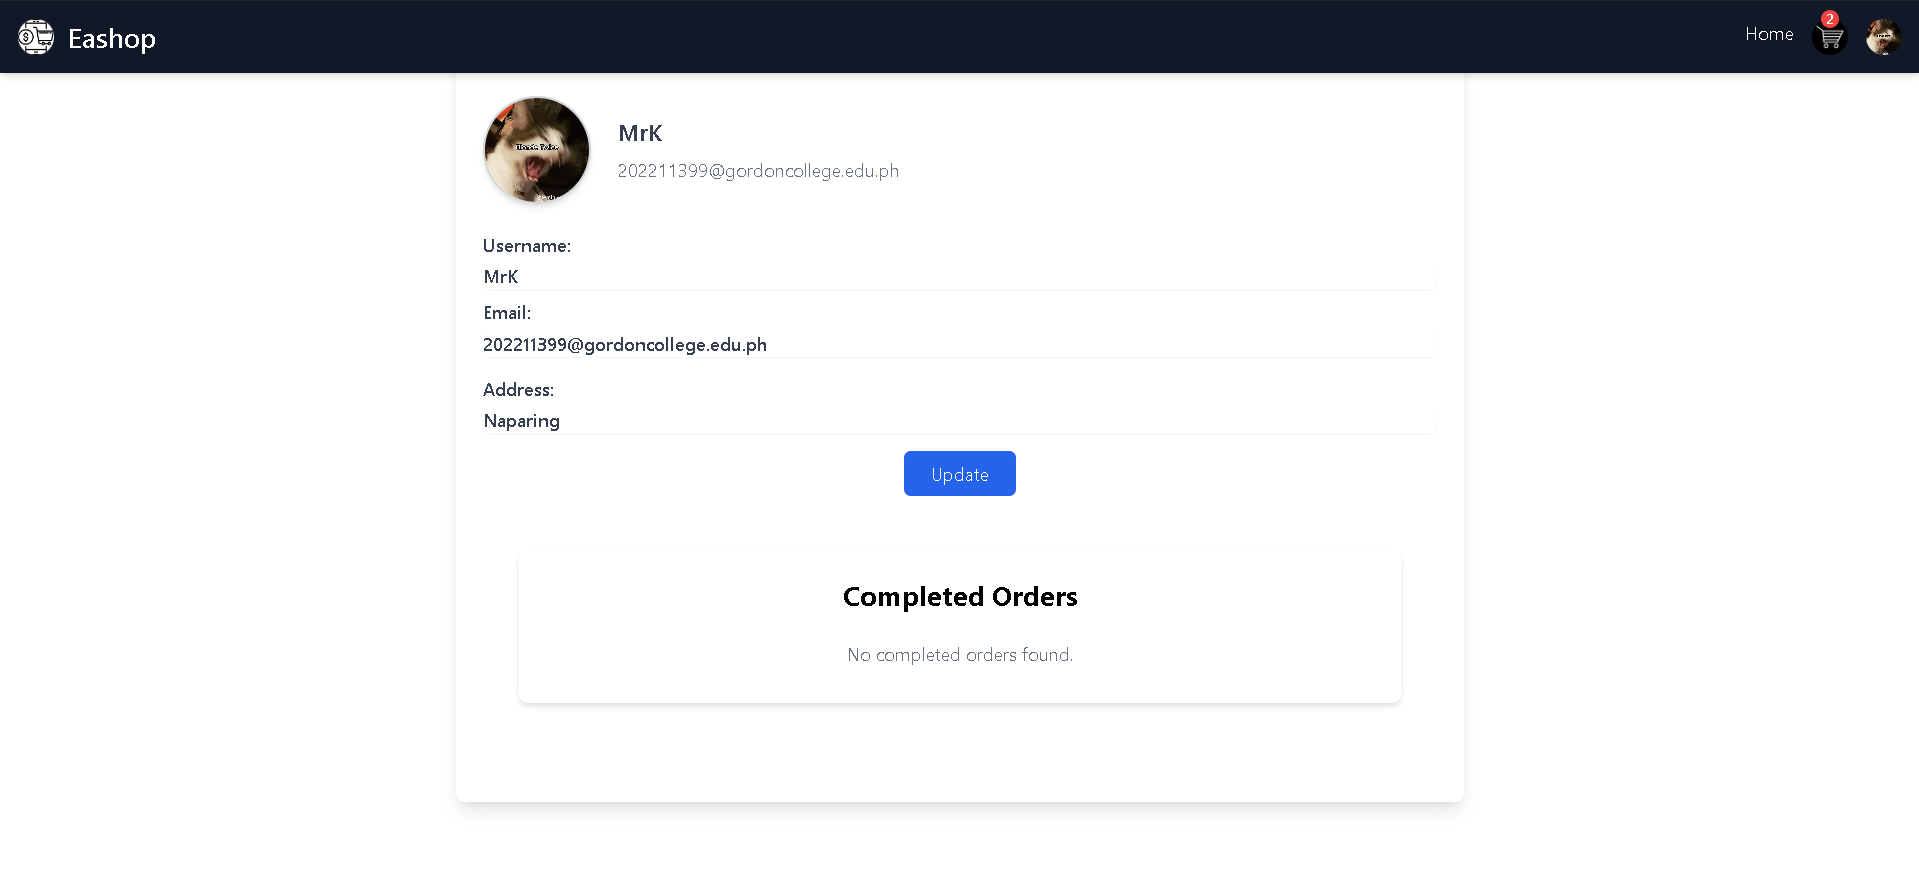 Eashop
Home
2
MrK
202211399@gordoncollege.edu.ph
Username:
MrK
Email:
202211399@gordoncollege.edu.ph
Address:
Naparing
Update
Completed Orders
No completed orders found.